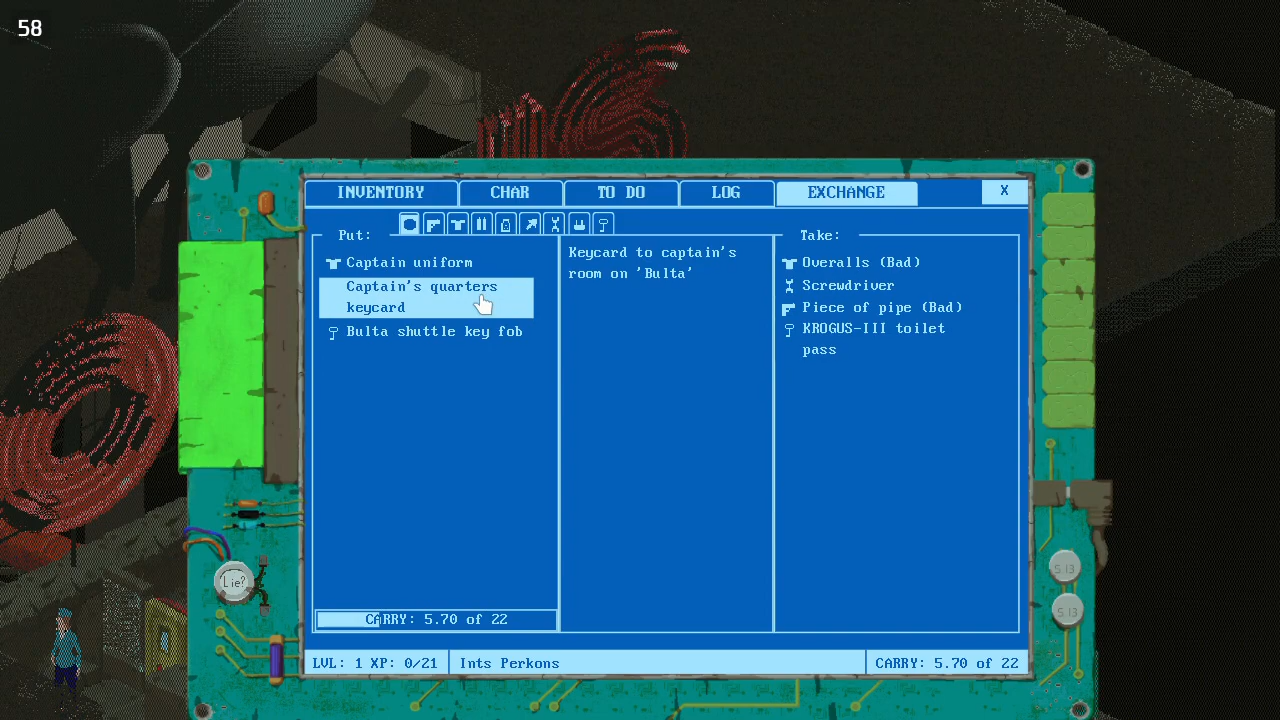 58
INVENTORY CHAR TO DO LOG EXCHANGE X
Put:
Captain uniform
Captain's quarters
keycard
Bulta shuttle key fob
CARRY: 5.70 of 22
Keycard to captain's
room on 'Bulta'
Take:
Overalls (Bad)
Screwdriver
Piece of pipe (Bad)
KROGUS-III toilet
pass
LVL: 1 XP: 0/21 Ints Perkons CARRY: 5.70 of 22
Lie?
S 13
S 13